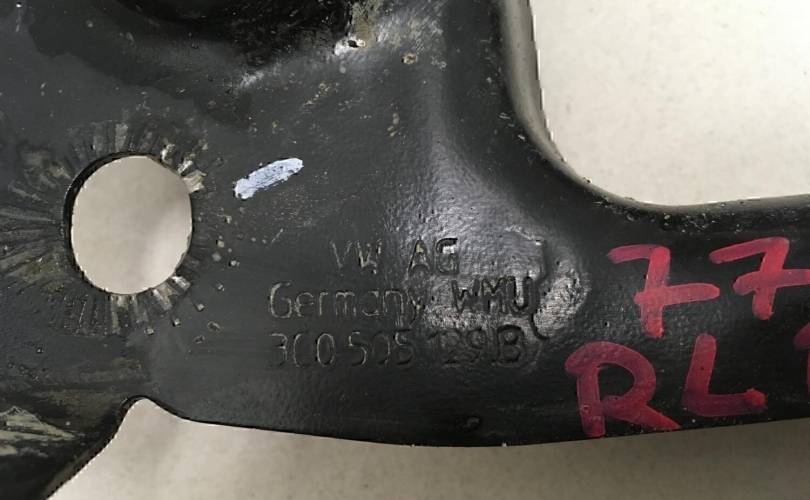 VW AG
Germany WMU
3C0 505 129 B
77
RL